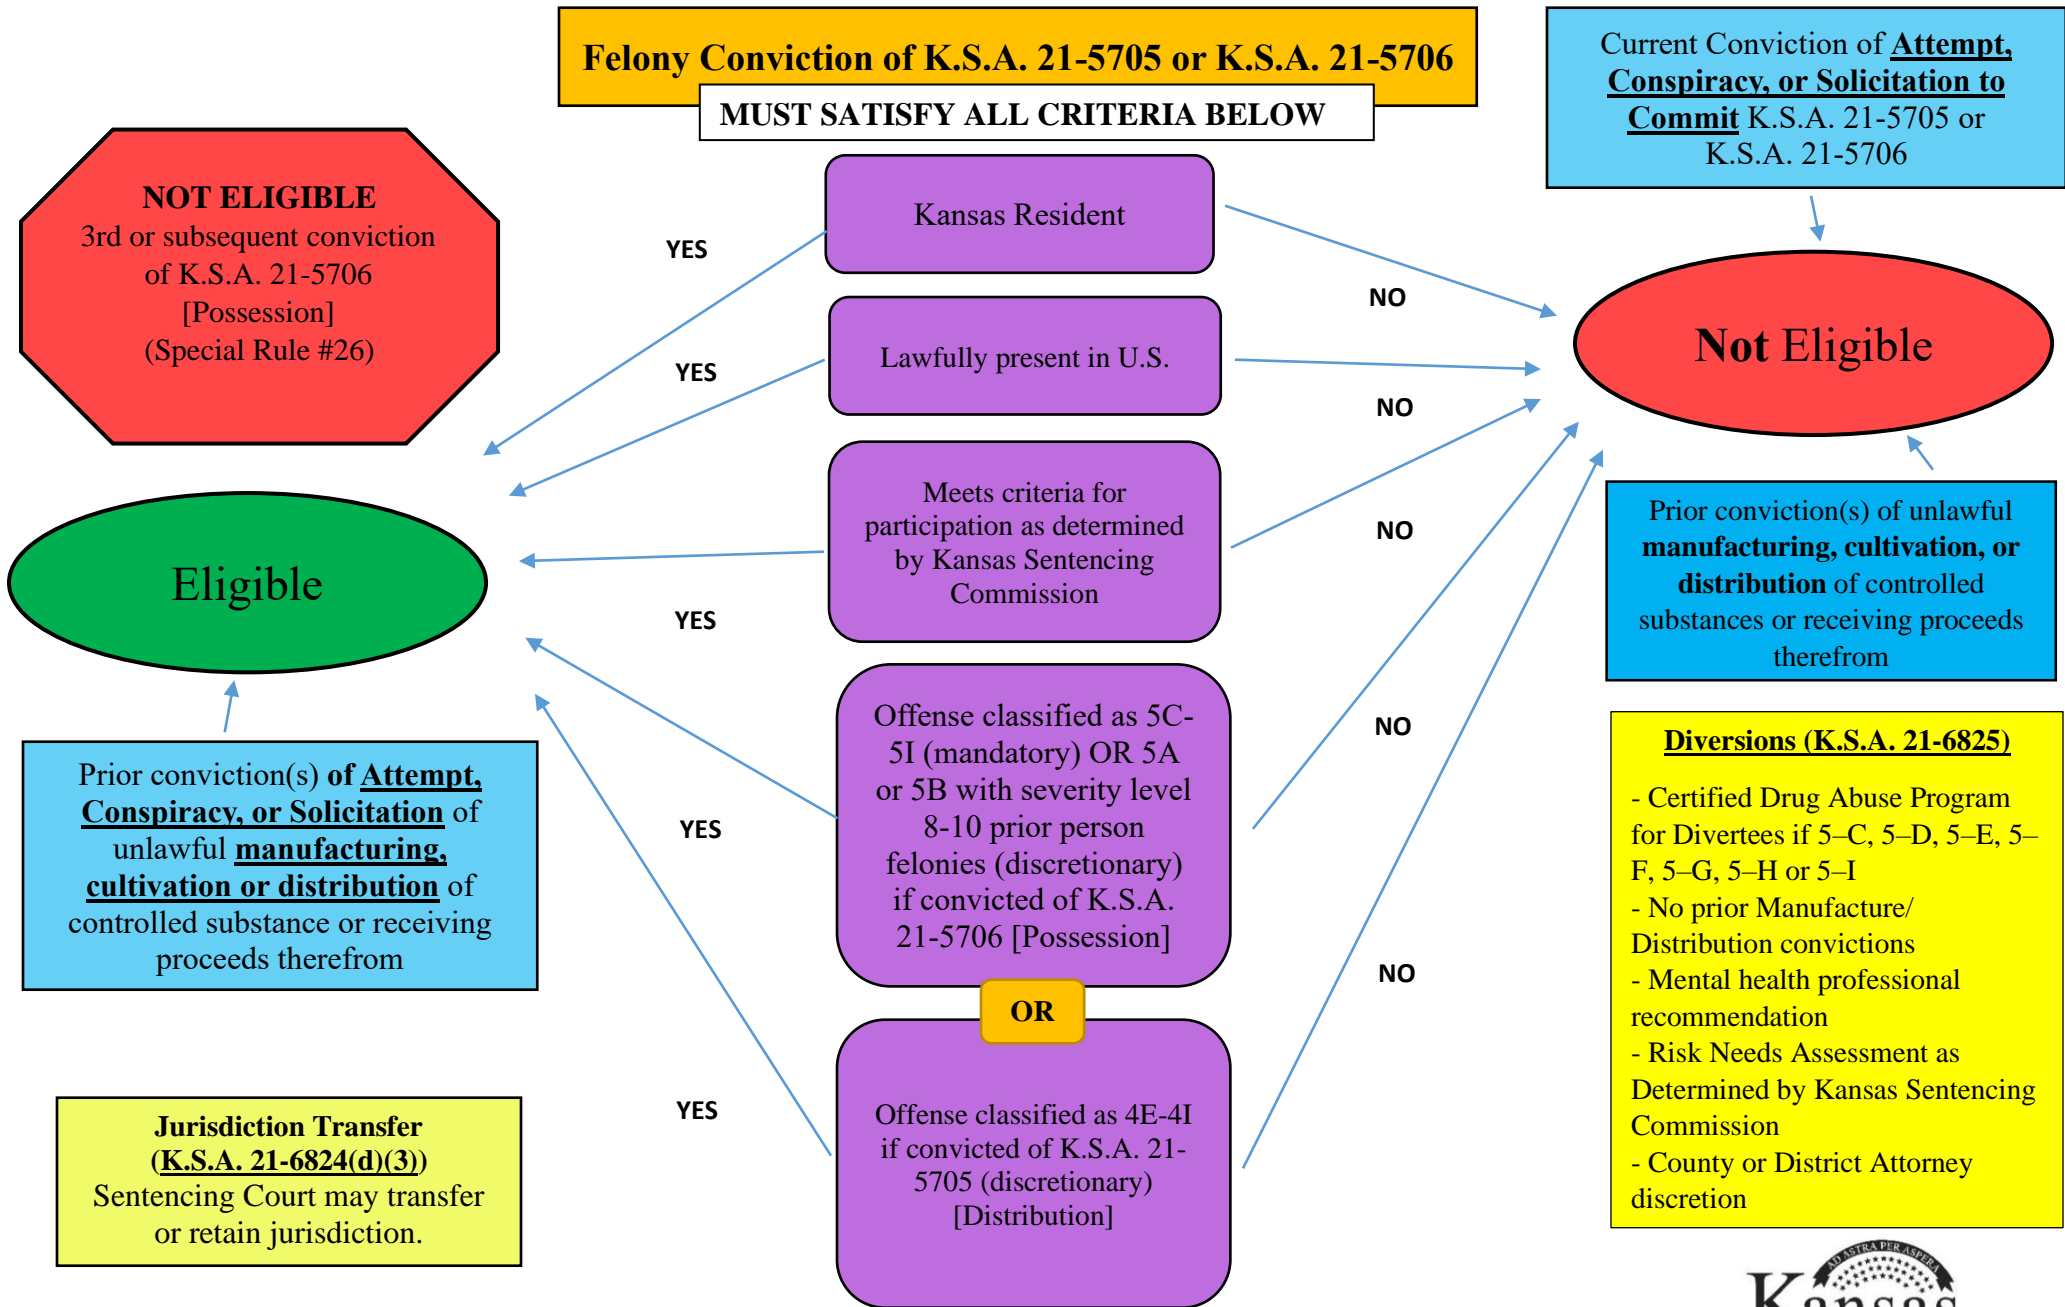 Felony Conviction of K.S.A. 21-5705 or K.S.A. 21-5706
MUST SATISFY ALL CRITERIA BELOW
Current Conviction of Attempt,
Conspiracy, or Solicitation to
Commit K.S.A. 21-5705 or
K.S.A. 21-5706
NOT ELIGIBLE
3rd or subsequent conviction
of K.S.A. 21-5706
[Possession]
(Special Rule #26)
Kansas Resident
YES
NO
Lawfully present in U.S.
YES
NO
Not Eligible
Meets criteria for
participation as determined
by Kansas Sentencing
Commission
YES
NO
Eligible
Prior conviction(s) of unlawful
manufacturing, cultivation, or
distribution of controlled
substances or receiving proceeds
therefrom
Offense classified as 5C-
5I (mandatory) OR 5A
or 5B with severity level
8-10 prior person
felonies (discretionary)
if convicted of K.S.A.
21-5706 [Possession]
YES
NO
Prior conviction(s) of Attempt,
Conspiracy, or Solicitation of
unlawful manufacturing,
cultivation or distribution of
controlled substance or receiving
proceeds therefrom
OR
Offense classified as 4E-4I
if convicted of K.S.A. 21-
5705 (discretionary)
[Distribution]
YES
NO
Diversions (K.S.A. 21-6825)
- Certified Drug Abuse Program
for Divertees if 5–C, 5–D, 5–E, 5–
F, 5–G, 5–H or 5–I
- No prior Manufacture/
Distribution convictions
- Mental health professional
recommendation
- Risk Needs Assessment as
Determined by Kansas Sentencing
Commission
- County or District Attorney
discretion
Jurisdiction Transfer
(K.S.A. 21-6824(d)(3))
Sentencing Court may transfer
or retain jurisdiction.
AD ASTRA PER ASPERA
Kansas